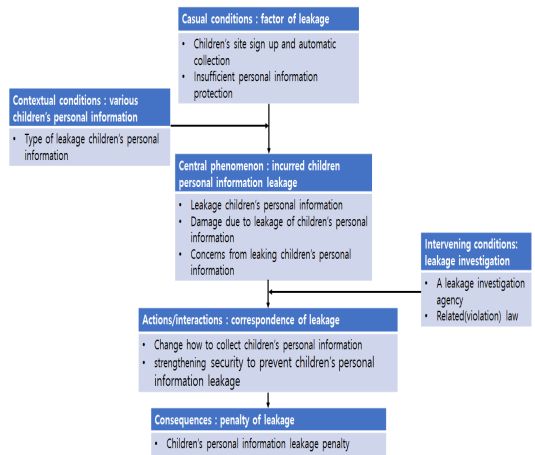 Casual conditions : factor of leakage
• Children's site sign up and automatic
collection
• Insufficient personal information
protection
Contextual conditions : various
children's personal information
• Type of leakage children's personal
information
Central phenomenon : incurred children
personal information leakage
• Leakage children's personal information
• Damage due to leakage of children's personal
information
• Concerns from leaking children's personal
information
Intervening conditions:
leakage investigation
• A leakage investigation
agency
• Related(violation) law
Actions/interactions : correspondence of leakage
• Change how to collect children's personal information
• strengthening security to prevent children's personal
information leakage
Consequences : penalty of leakage
• Children's personal information leakage penalty